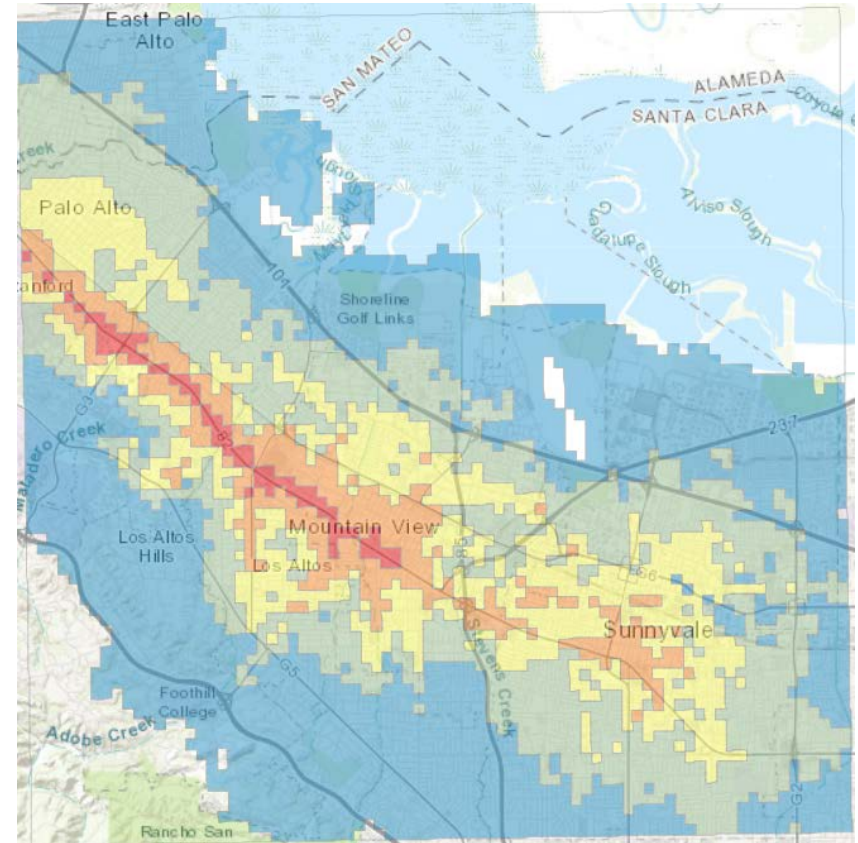 East Palo
Alto
SAN MATEO
ALAMEDA
SANTA CLARA
Creek
Palo Alto
Slough
Alviso Slough
Guadalupe Slough
101
Shoreline
Golf Links
G3
82
237
Matadero Creek
Los Altos
Hills
Mountain View
Los Altos
85
Sunnyvale
Stevens Creek
G5
Foothill
College
Adobe Creek
G2
Rancho San